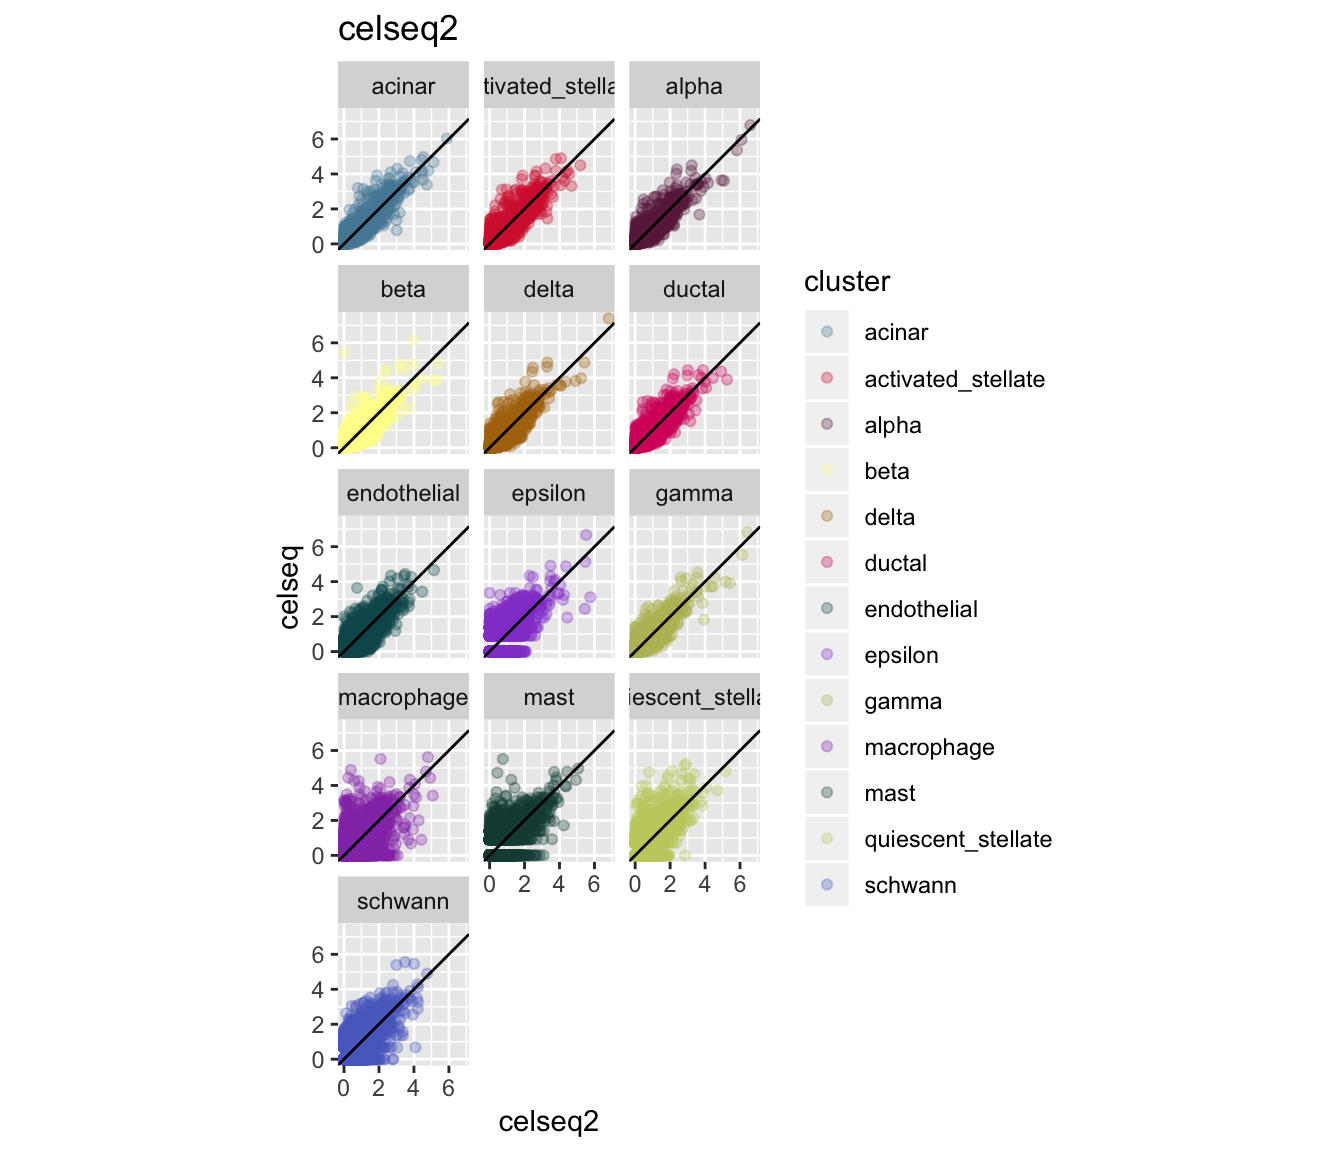 celseq2
acinar tivated_stella alpha
6
4
2
0
beta delta ductal
6
4
2
0
endothelial epsilon gamma
6
4
2
0
macrophage mast iescent_stella
6
4
2
0
0 2 4 6 0 2 4 6
schwann
6
4
2
0
0 2 4 6
celseq
celseq2
cluster
acinar
activated_stellate
alpha
beta
delta
ductal
endothelial
epsilon
gamma
macrophage
mast
quiescent_stellate
schwann